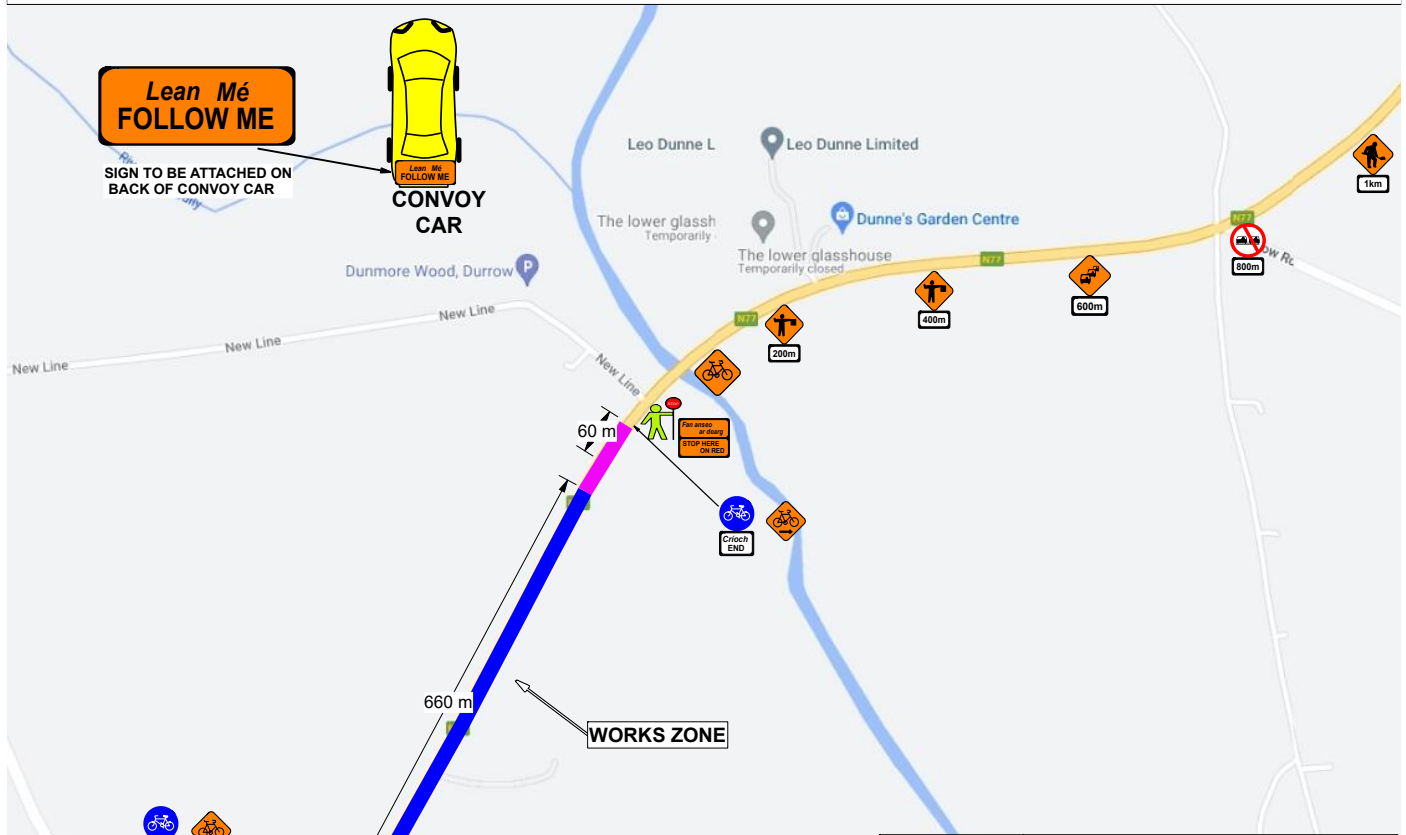 Lean Mé
FOLLOW ME
SIGN TO BE ATTACHED ON
BACK OF CONVOY CAR
Lean Mé
FOLLOW ME
CONVOY
CAR
Leo Dunne L
Leo Dunne Limited
The lower glassh
Temporarily
Dunne's Garden Centre
The lower glasshouse
Temporarily closed
Dunmore Wood, Durrow
1km
N77
800m
N77
600m
400m
N77
200m
New Line
New Line
New Line
New Line
60 m
STOP
Fan anseo
ar dearg
STOP HERE
ON RED
Críoch
END
660 m
WORKS ZONE